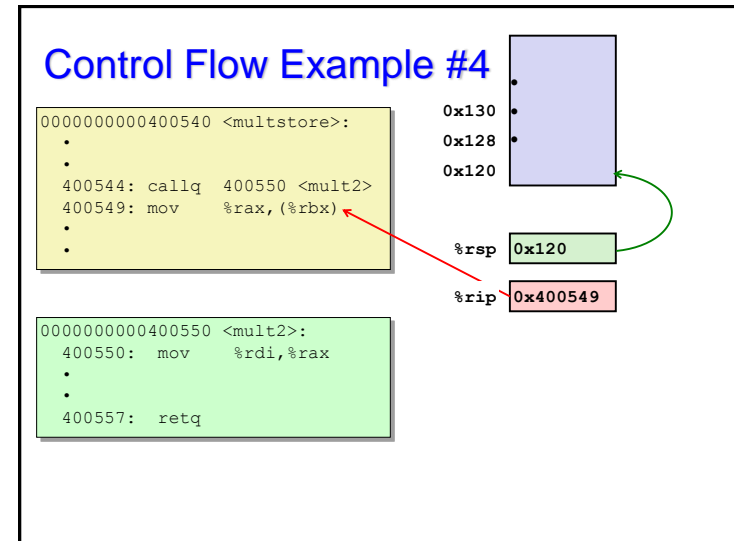 Control Flow Example #4
0000000000400540 <multstore>:
•
•
400544: callq 400550 <mult2>
400549: mov %rax,(%rbx)
•
•
0000000000400550 <mult2>:
400550: mov %rdi,%rax
•
•
400557: retq
•
0x130 •
0x128 •
0x120
%rsp 0x120
%rip 0x400549